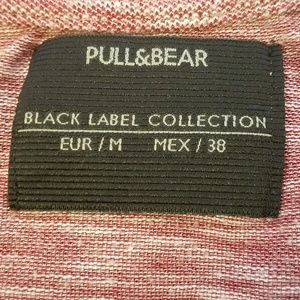 PULL&BEAR
BLACK LABEL COLLECTION
EUR / M MEX / 38